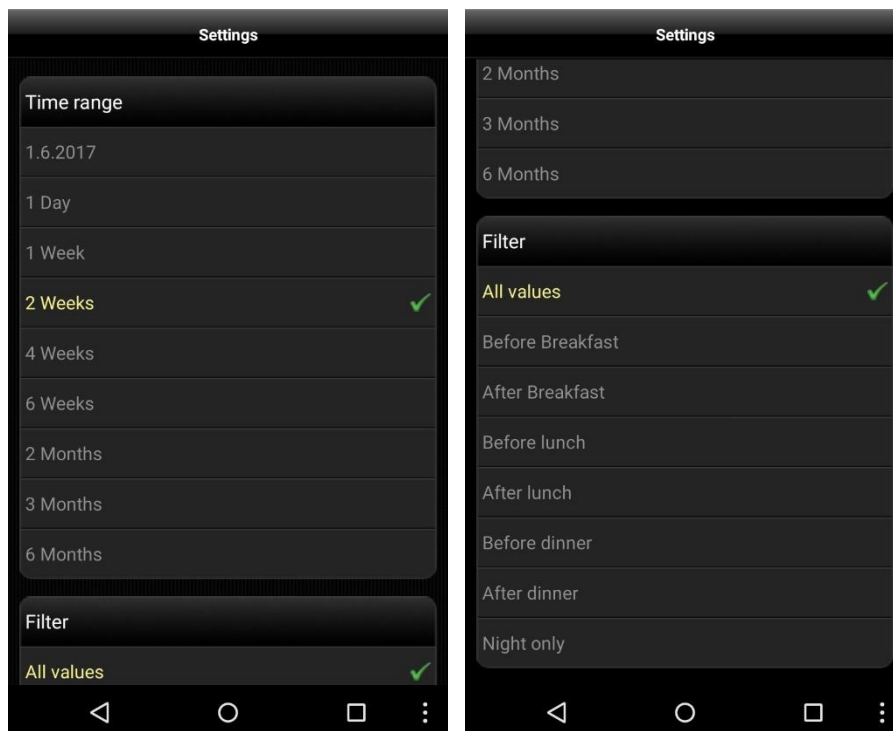 Settings
Time range
1.6.2017
1 Day
1 Week
2 Weeks
4 Weeks
6 Weeks
2 Months
3 Months
6 Months
Filter
All values
Settings
2 Months
3 Months
6 Months
Filter
All values
Before Breakfast
After Breakfast
Before lunch
After lunch
Before dinner
After dinner
Night only